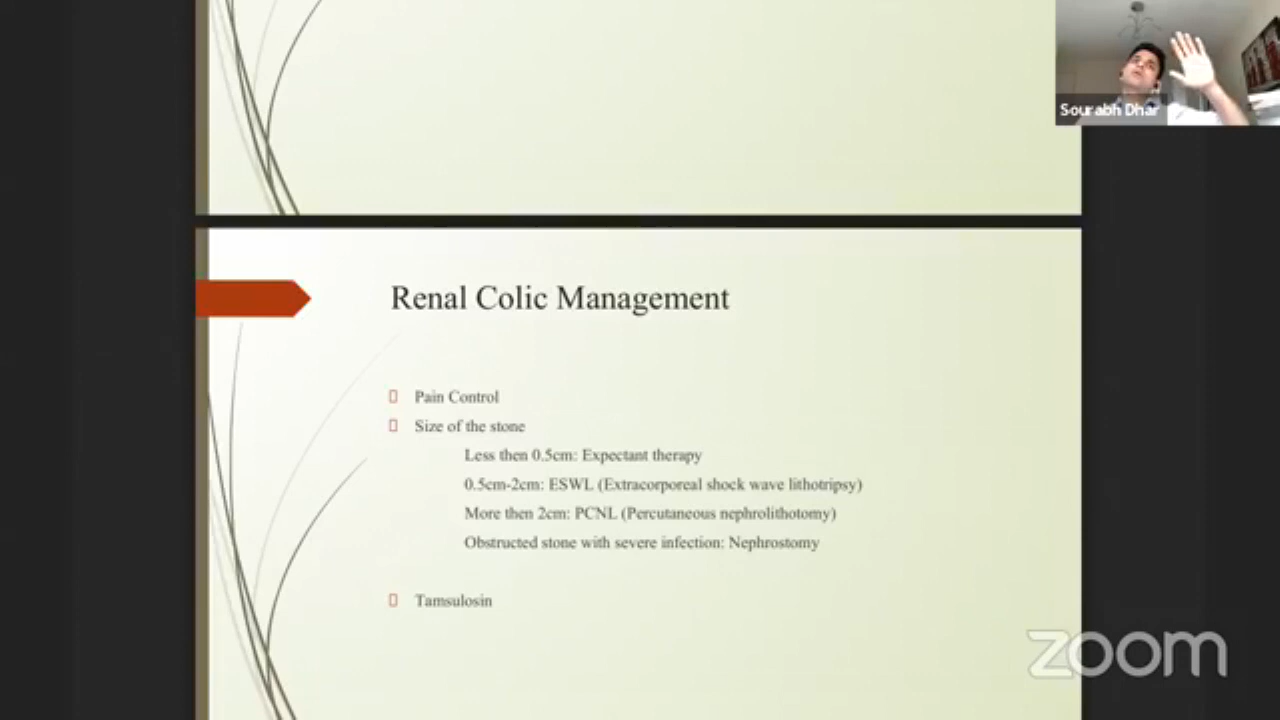 Sourabh Dhar
Renal Colic Management
Pain Control
Size of the stone
Less then 0.5cm: Expectant therapy
0.5cm-2cm: ESWL (Extracorporeal shock wave lithotripsy)
More then 2cm: PCNL (Percutaneous nephrolithotomy)
Obstructed stone with severe infection: Nephrostomy
Tamsulosin
zoom